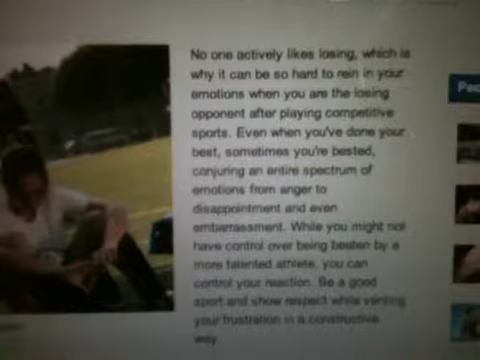 No one actively likes losing, which is
why it can be so hard to rein in your
emotions when you are the losing
opponent after playing competitive
sports. Even when you've done your
best, sometimes you're bested,
conjuring an entire spectrum of
emotions from anger to
disappointment and even
embarrassment. While you might not
have control over being beaten by a
more talented athlete, you can
control your reaction. Be a good
sport and show respect while venting
your frustration in a constructive
way.